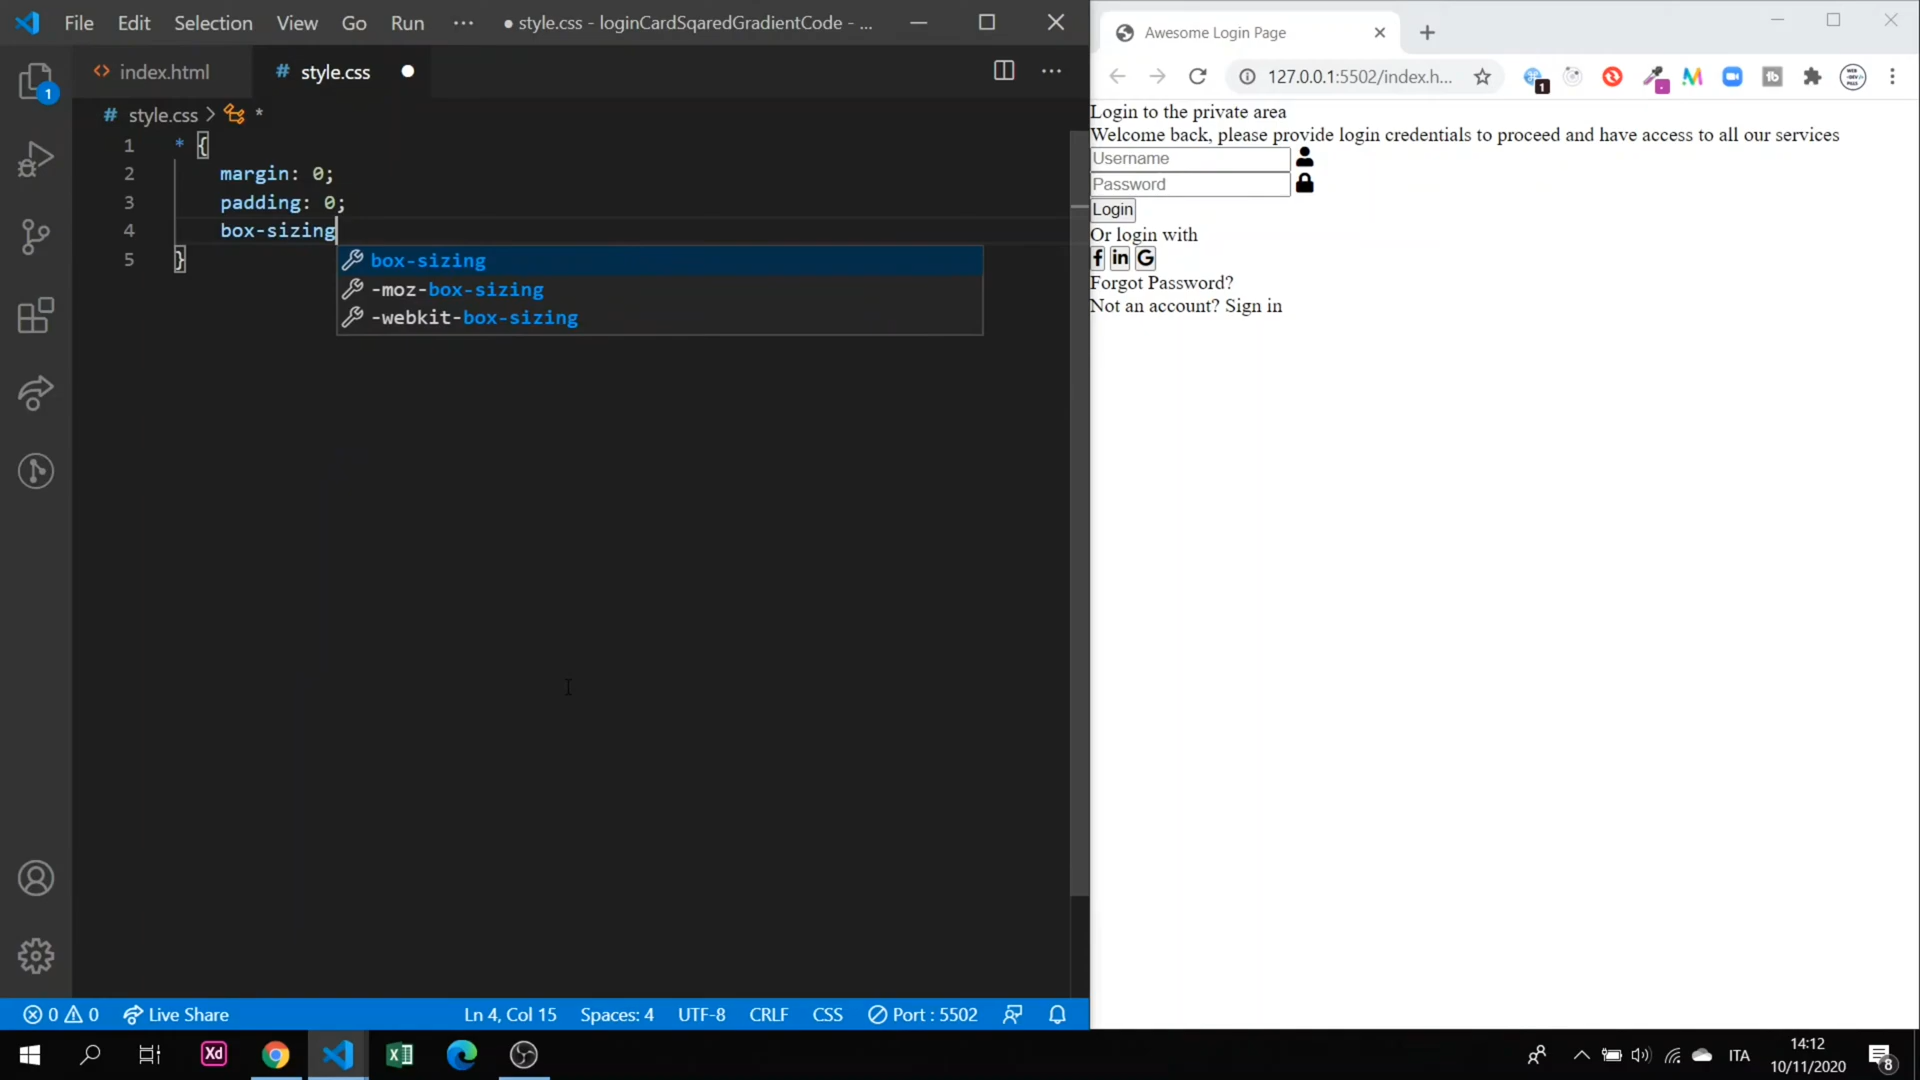 File Edit Selection View Go Run ··· ● style.css - loginCardSqaredGradientCode - ...
index.html # style.css ●
# style.css > *
1 * {
2 margin: 0;
3 padding: 0;
4 box-sizing
5 }
box-sizing
-moz-box-sizing
-webkit-box-sizing
1
0 0 Live Share Ln 4, Col 15 Spaces: 4 UTF-8 CRLF CSS Port : 5502
Awesome Login Page
127.0.0.1:5502/index.h...
1
Login to the private area
Welcome back, please provide login credentials to proceed and have access to all our services
Username
Password
Login
Or login with
f in G
Forgot Password?
Not an account? Sign in
Xd
ITA
14:12
10/11/2020
8